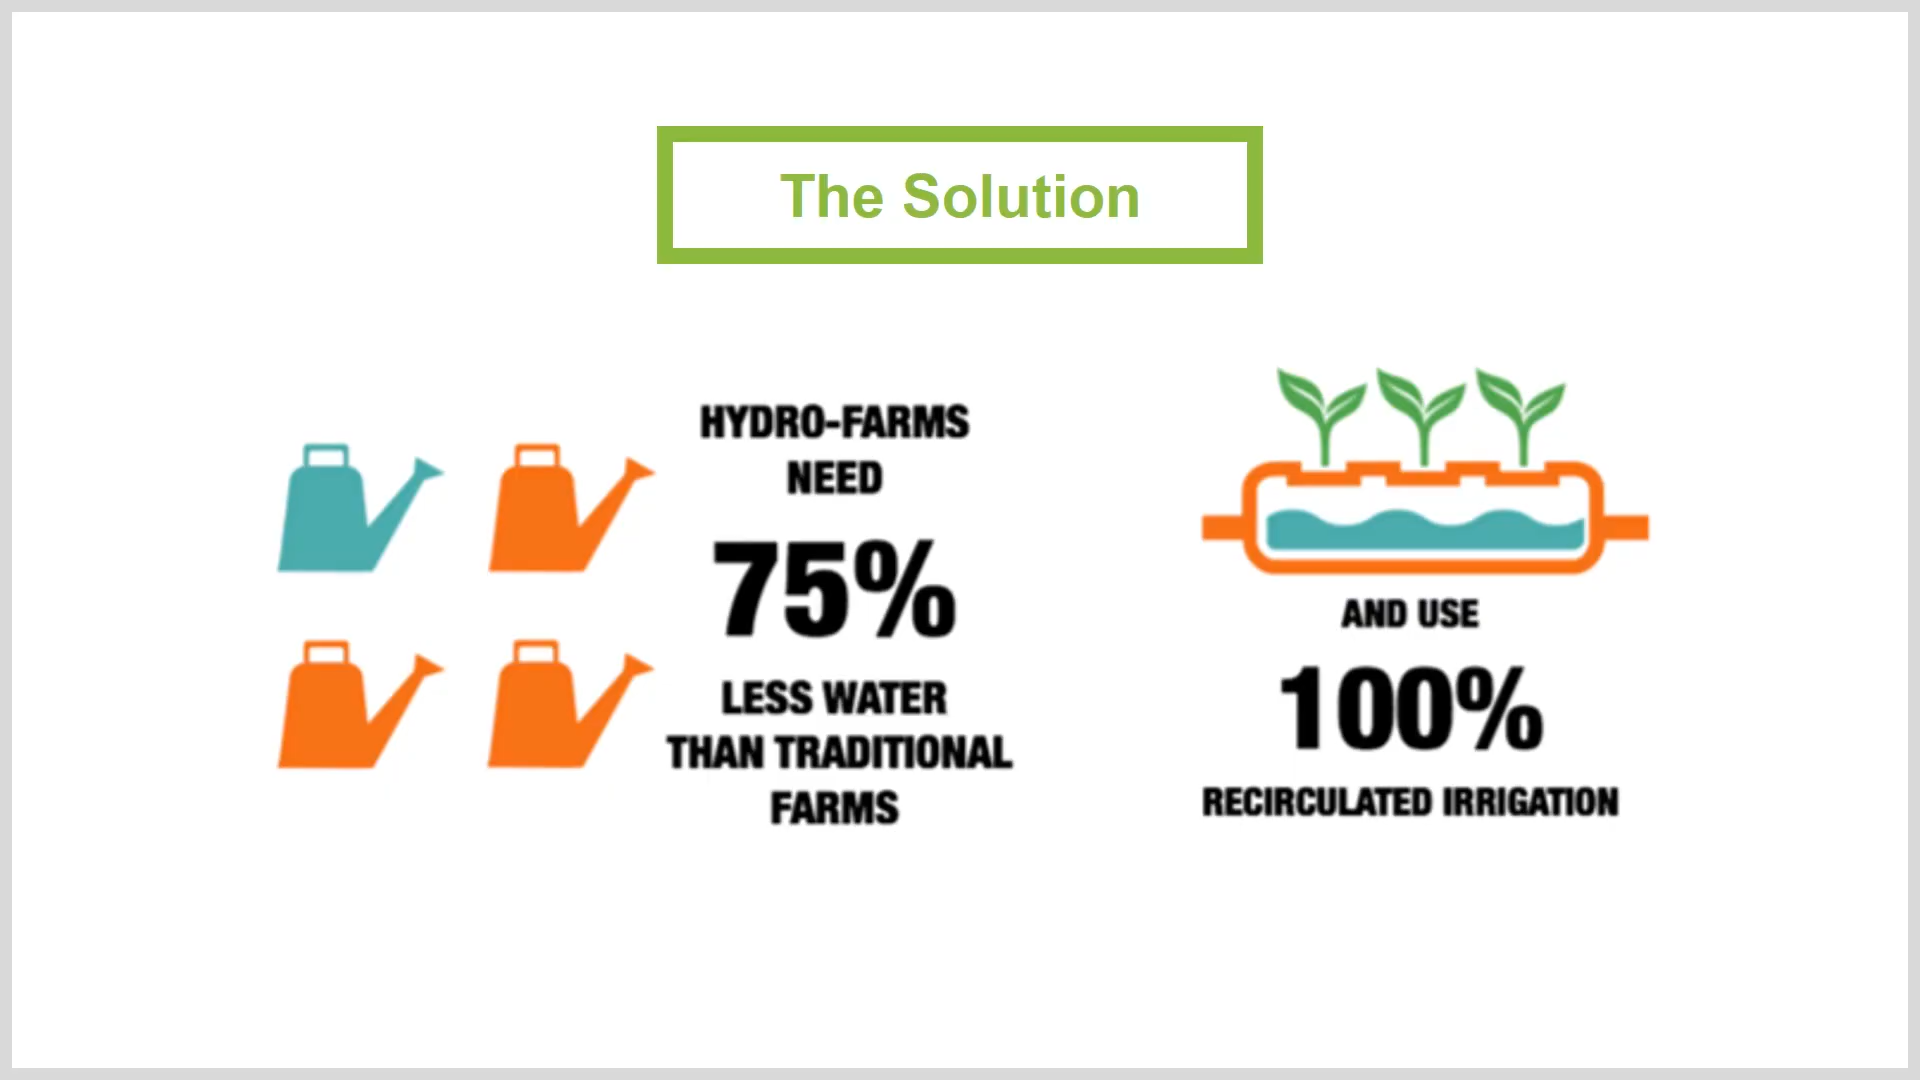 The Solution
HYDRO-FARMS
NEED
75%
LESS WATER
THAN TRADITIONAL
FARMS
AND USE
100%
RECIRCULATED IRRIGATION